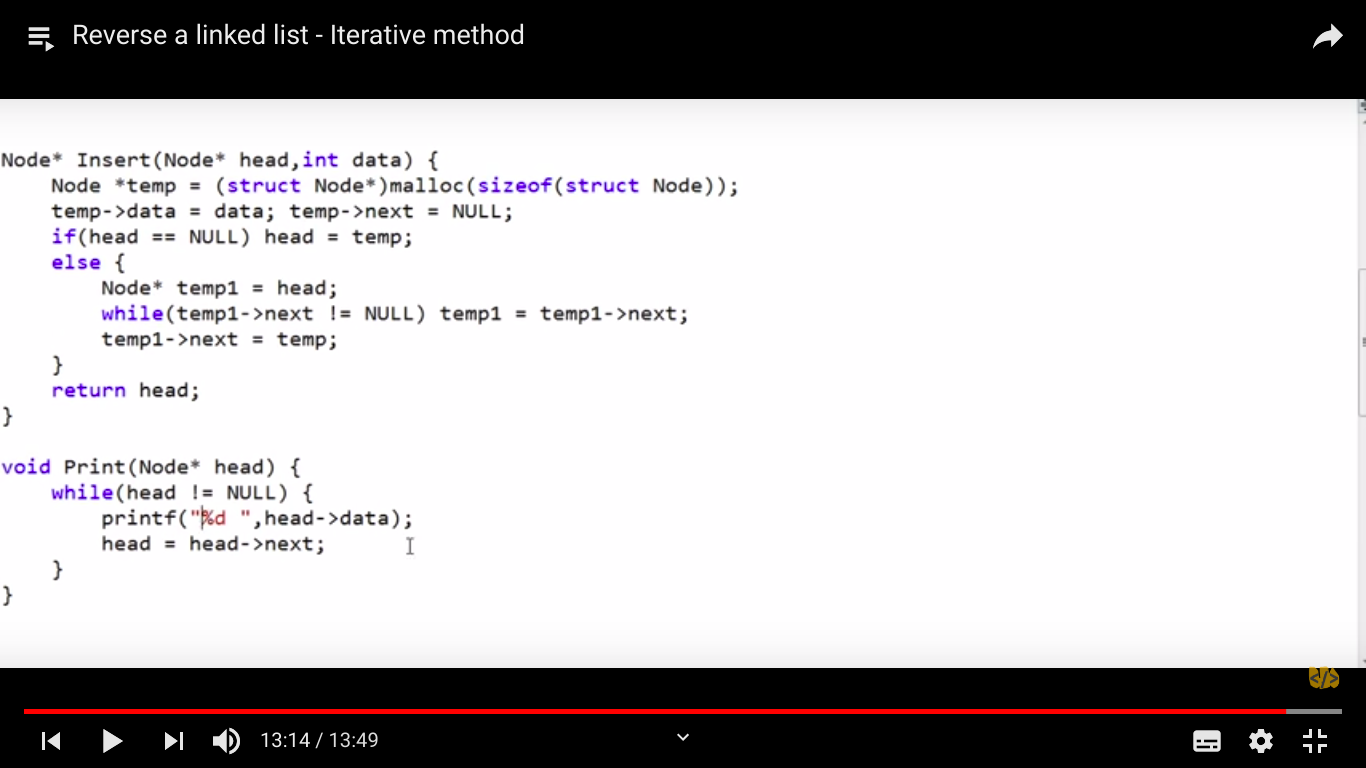 Reverse a linked list - Iterative method
Node* Insert(Node* head,int data) {
Node *temp = (struct Node*)malloc(sizeof(struct Node));
temp->data = data; temp->next = NULL;
if(head == NULL) head = temp;
else {
Node* temp1 = head;
while(temp1->next != NULL) temp1 = temp1->next;
temp1->next = temp;
}
return head;
}
void Print(Node* head) {
while(head != NULL) {
printf("%d ",head->data);
head = head->next;
}
}
</>
13:14 / 13:49